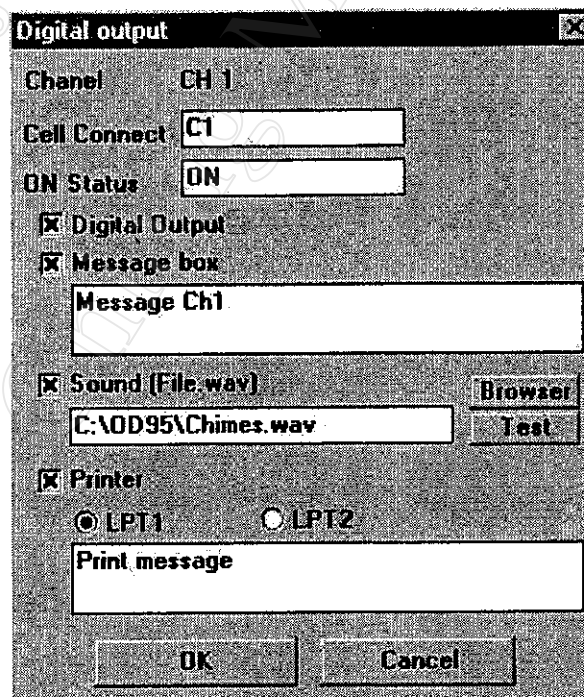 Digital output
Chanel CH 1
Cell Connect C1
ON Status ON
Digital Output
Message box
Message Ch1
Sound (File.wav)
Browser
C:\OD95\Chimes.wav
Test
Printer
LPT1 LPT2
Print message
OK Cancel